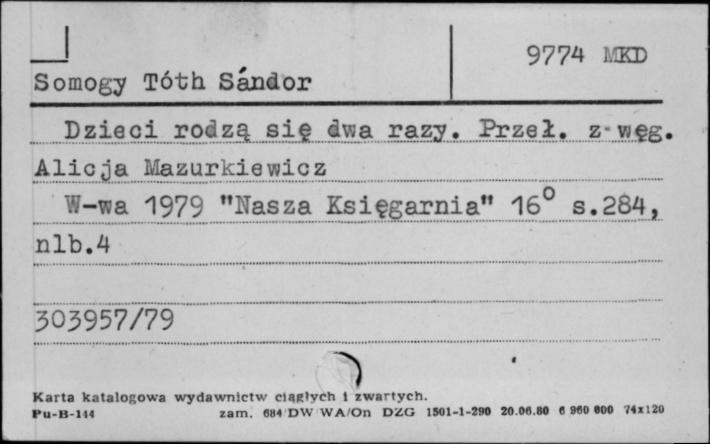 9774 MKD
Somogy Tóth Sándor
Dzieci rodzą się dwa razy. Przeł. z węg.
Alicja Mazurkiewicz
W-wa 1979 "Nasza Księgarnia" 16° s.284,
nlb.4
303957/79
Karta katalogowa wydawnictw ciągłych i zwartych.
Pu-B-144 zam. 684 DW WA/On DZG 1501-1-290 20.06.80 6 960 000 74x120